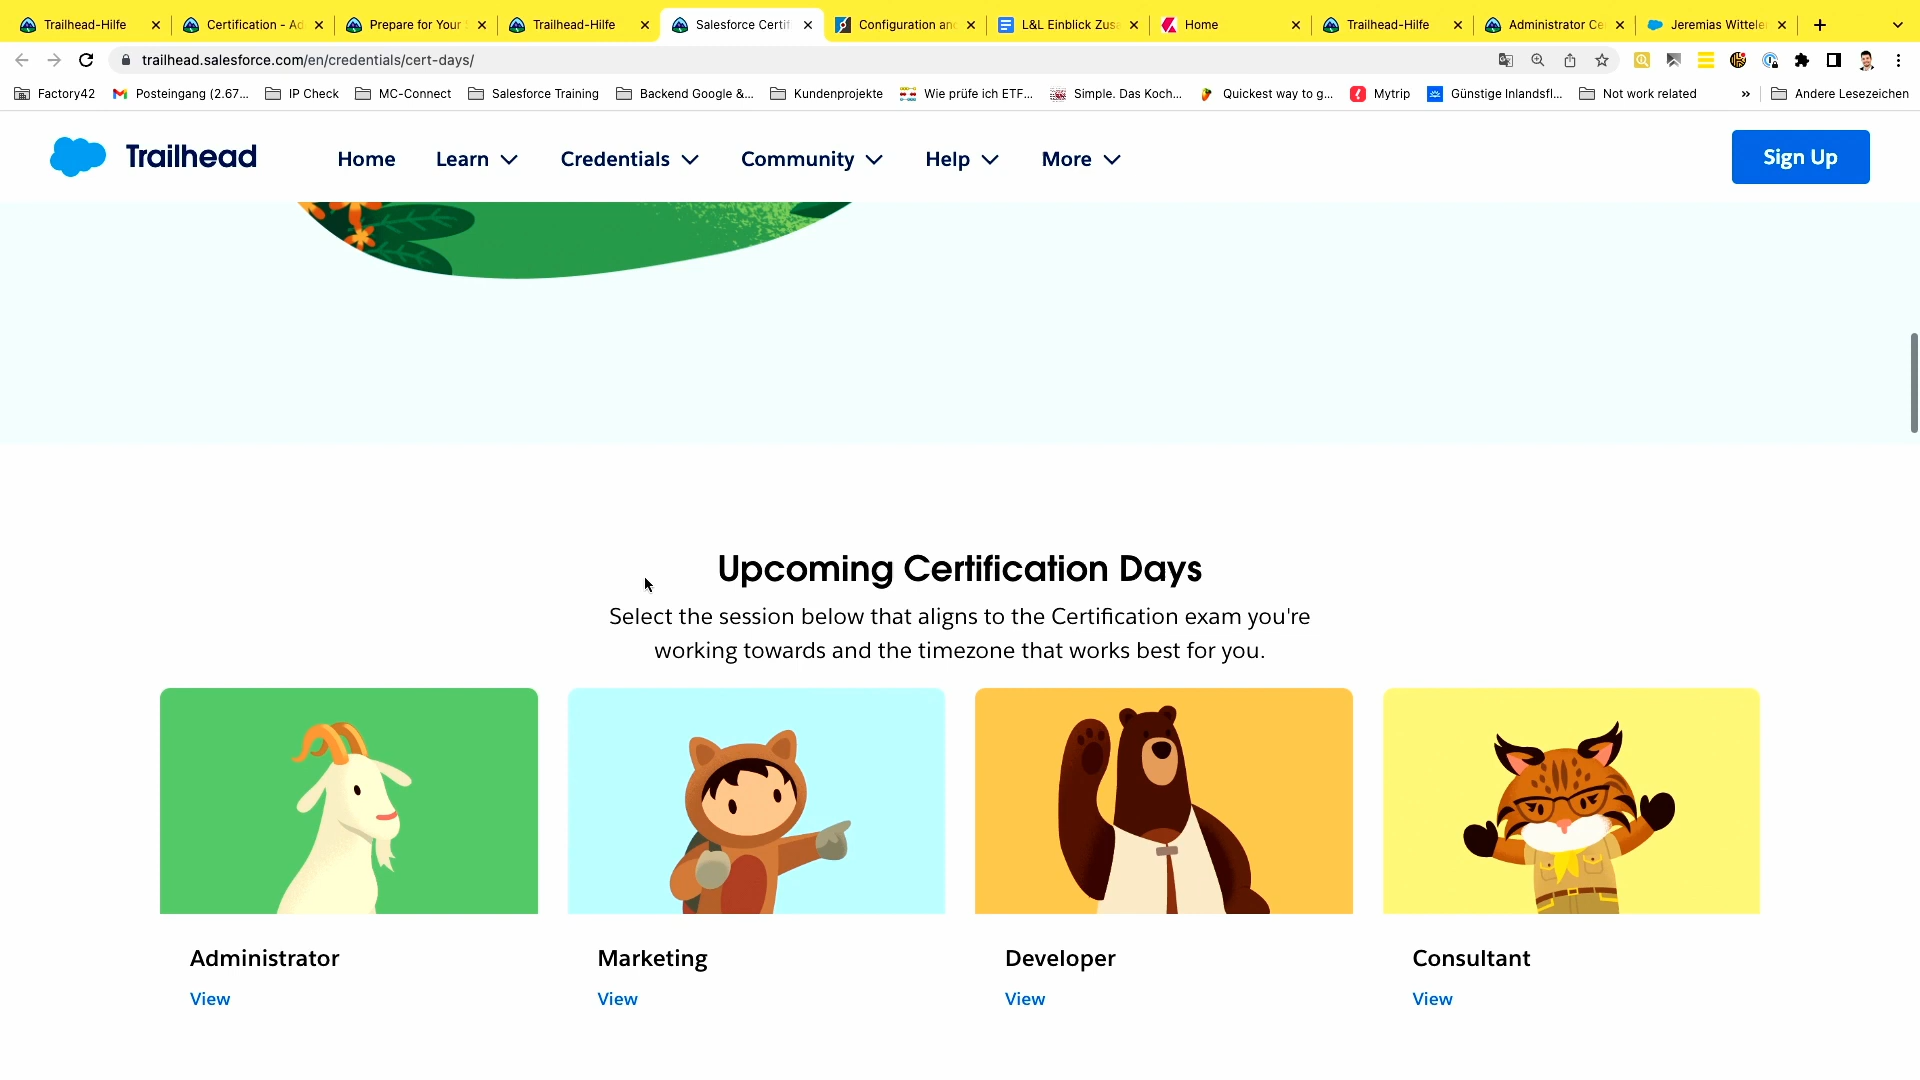 Trailhead-Hilfe
Certification - Ad
Prepare for Your
Trailhead-Hilfe
Salesforce Certif
Configuration and
L&L Einblick Zus
Home
Trailhead-Hilfe
Administrator Ce
Jeremias Wittele
trailhead.salesforce.com/en/credentials/cert-days/
Factory42
Posteingang (2.67...
IP Check
MC-Connect
Salesforce Training
Backend Google &...
Kundenprojekte
Wie prüfe ich ETF...
Simple. Das Koch...
Quickest way to g...
Mytrip
Günstige Inlandsfl...
Not work related
»
Andere Lesezeichen
Trailhead
Home
Learn
Credentials
Community
Help
More
Sign Up
Upcoming Certification Days
Select the session below that aligns to the Certification exam you're
working towards and the timezone that works best for you.
Administrator
Marketing
Developer
Consultant
View
View
View
View